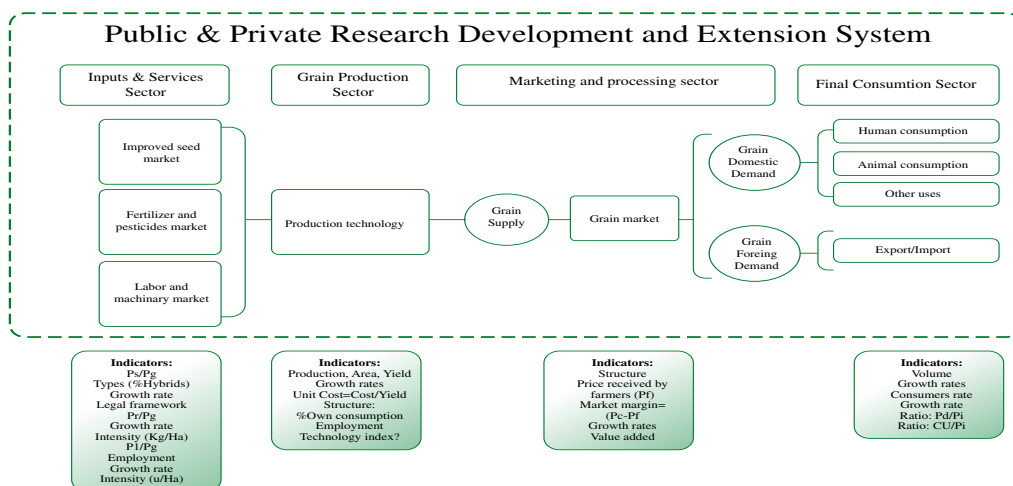 Public & Private Research Development and Extension System
Inputs & Services
Sector
Grain Production
Sector
Marketing and processing sector
Final Consumtion Sector
Improved seed
market
Fertilizer and
pesticides market
Labor and
machinary market
Production technology
Grain
Supply
Grain market
Grain
Domestic
Demand
Grain
Foreing
Demand
Human consumption
Animal consumption
Other uses
Export/Import
Indicators:
Ps/Pg
Types (%Hybrids)
Growth rate
Legal framework
Pr/Pg
Growth rate
Intensity (Kg/Ha)
P1/Pg
Employment
Growth rate
Intensity (u/Ha)
Indicators:
Production, Area, Yield
Growth rates
Unit Cost=Cost/Yield
Structure:
%Own consumption
Employment
Technology index?
Indicators:
Structure
Price received by
farmers (Pf)
Market margin=
(Pc-Pf
Growth rates
Value added
Indicators:
Volume
Growth rates
Consumers rate
Growth rate
Ratio: Pd/Pi
Ratio: CU/Pi